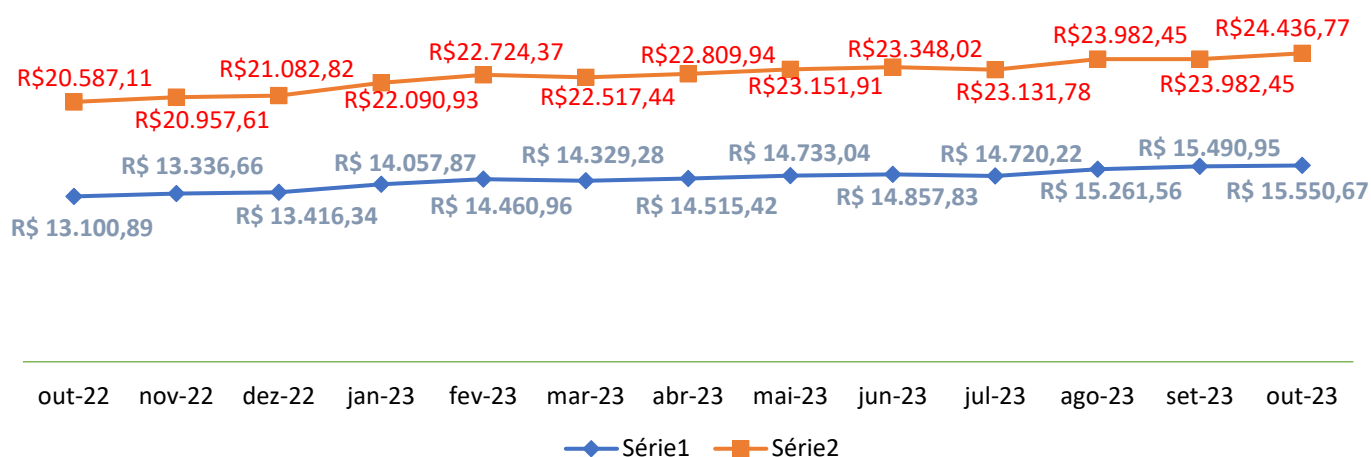 R$24.436,77
R$22.724,37 R$22.809,94 R$23.348,02 R$23.982,45
R$20.587,11 R$21.082,82
R$20.957,61 R$22.090,93 R$22.517,44 R$23.151,91 R$23.131,78 R$23.982,45
R$ 13.336,66 R$ 14.057,87 R$ 14.329,28 R$ 14.733,04 R$ 14.720,22 R$ 15.490,95
R$ 13.100,89 R$ 13.416,34 R$ 14.460,96 R$ 14.515,42 R$ 14.857,83 R$ 15.261,56 R$ 15.550,67
out-22 nov-22 dez-22 jan-23 fev-23 mar-23 abr-23 mai-23 jun-23 jul-23 ago-23 set-23 out-23
Série1 Série2